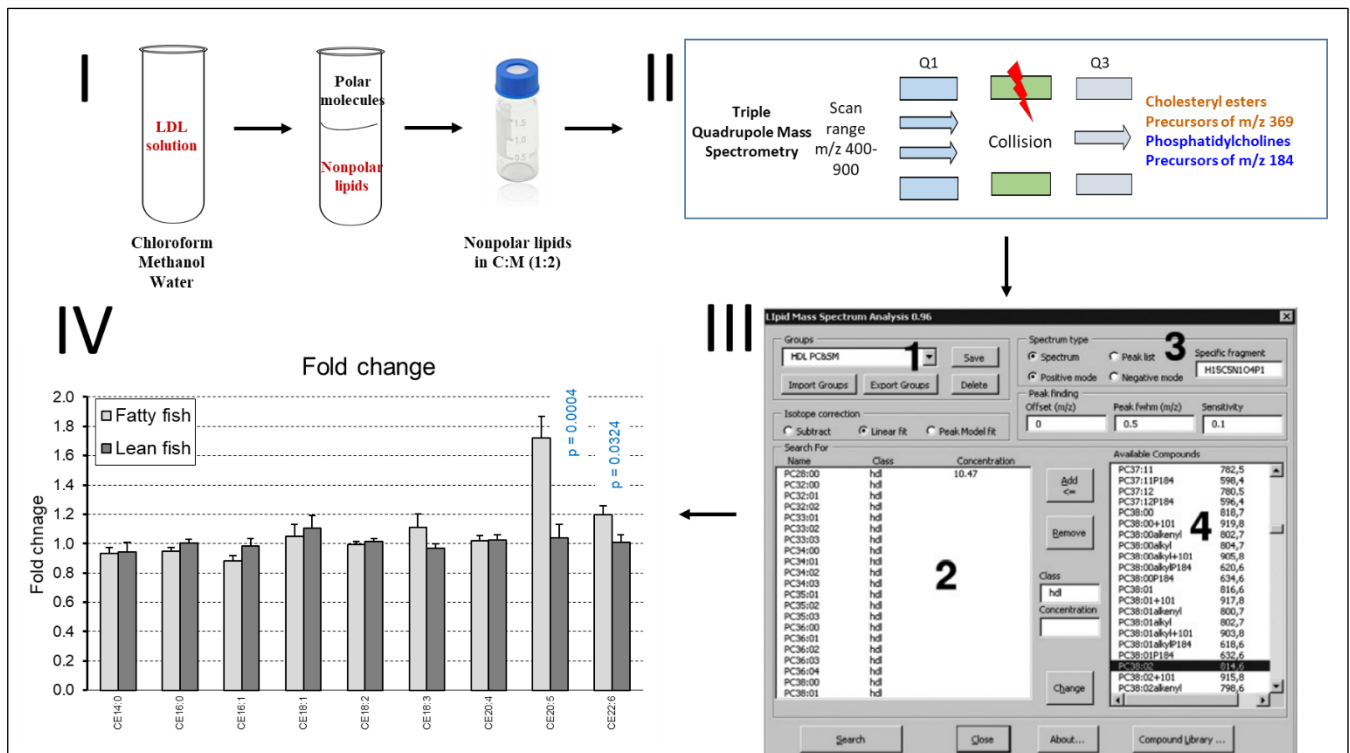 I
LDL
solution
Chloroform
Methanol
Water
Polar
molecules
Nonpolar
lipids
1.5
1.0
0.5
Nonpolar lipids
in C:M (1:2)
II
Triple
Quadrupole Mass
Spectrometry
Scan
range
m/z 400-
900
Q1
Collision
Q3
Cholesteryl esters
Precursors of m/z 369
Phosphatidylcholines
Precursors of m/z 184
III
LIpid Mass Spectrum Analysis 0.96
Groups
HDL PC&SM
1
Save
Import Groups
Export Groups
Delete
Spectrum type
Spectrum
Peak list
3
Specific fragment
Positive mode
Negative mode
H15C5N1O4P1
Peak finding
Offset (m/z)
Peak fwhm (m/z)
Sensitivity
0
0.5
0.1
Isotope correction
Subtract
Linear fit
Peak Model fit
Search For
Name Class Concentration
PC28:00 hdl 10.47
PC32:00 hdl
PC32:01 hdl
PC32:02 hdl
PC33:01 hdl
PC33:02 hdl
PC33:03 hdl
PC34:00 hdl
PC34:01 hdl
PC34:02 hdl
PC34:03 hdl
PC35:01 hdl
PC35:02 hdl
PC35:03 hdl
PC36:00 hdl
PC36:01 hdl
PC36:02 hdl
PC36:03 hdl
PC36:04 hdl
PC38:00 hdl
PC38:01 hdl
2
Add
<=
Remove
Class
hdl
Concentration
Change
Available Compounds
PC37:11 782,5
PC37:11P184 598,4
PC37:12 780,5
PC37:12P184 596,4
PC38:00 818,7
PC38:00+101 919,8
PC38:00alkenyl 802,7
PC38:00alkyl 804,7
PC38:00alkyl+101 905,8
PC38:00alkylP184 620,6
PC38:00P184 634,6
PC38:01 816,6
PC38:01+101 917,8
PC38:01alkenyl 800,7
PC38:01alkyl 802,7
PC38:01alkyl+101 903,8
PC38:01alkylP184 618,6
PC38:01P184 632,6
PC38:02 814,6
PC38:02+101 915,8
PC38:02alkenyl 798,6
4
Search
Close
About...
Compound Library ...
IV
Fold change
Fatty fish
Lean fish
p = 0.0004
p = 0.0324
Fold chnage
2.0
1.8
1.6
1.4
1.2
1.0
0.8
0.6
0.4
0.2
0.0
CE14:0
CE16:0
CE16:1
CE18:1
CE18:2
CE18:3
CE20:4
CE20:5
CE22:6